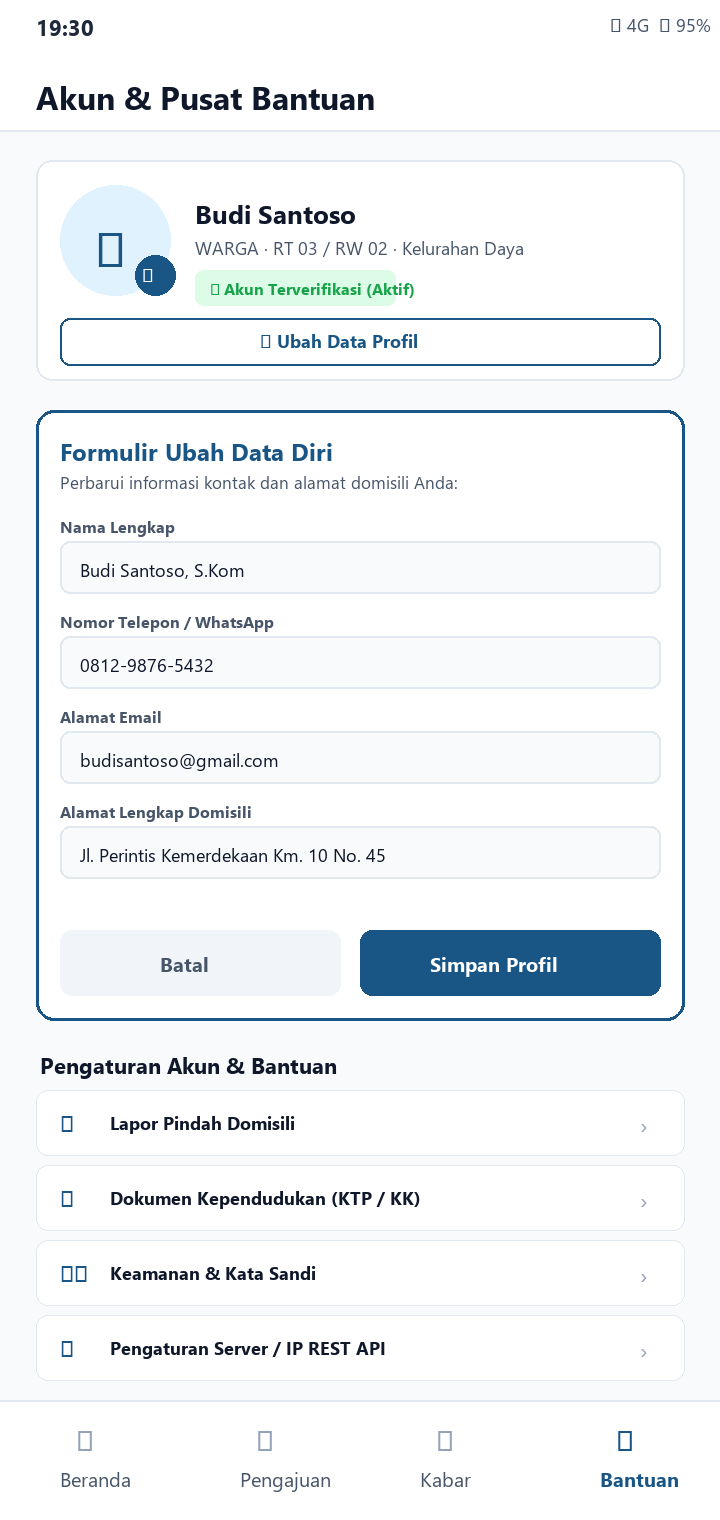 19:30
4G 95%
Akun & Pusat Bantuan
Budi Santoso
WARGA · RT 03 / RW 02 · Kelurahan Daya
Akun Terverifikasi (Aktif)
Ubah Data Profil
Formulir Ubah Data Diri
Perbarui informasi kontak dan alamat domisili Anda:
Nama Lengkap
Budi Santoso, S.Kom
Nomor Telepon / WhatsApp
0812-9876-5432
Alamat Email
budisantoso@gmail.com
Alamat Lengkap Domisili
Jl. Perintis Kemerdekaan Km. 10 No. 45
Batal
Simpan Profil
Pengaturan Akun & Bantuan
Lapor Pindah Domisili ›
Dokumen Kependudukan (KTP / KK) ›
Keamanan & Kata Sandi ›
Pengaturan Server / IP REST API ›
Beranda
Pengajuan
Kabar
Bantuan